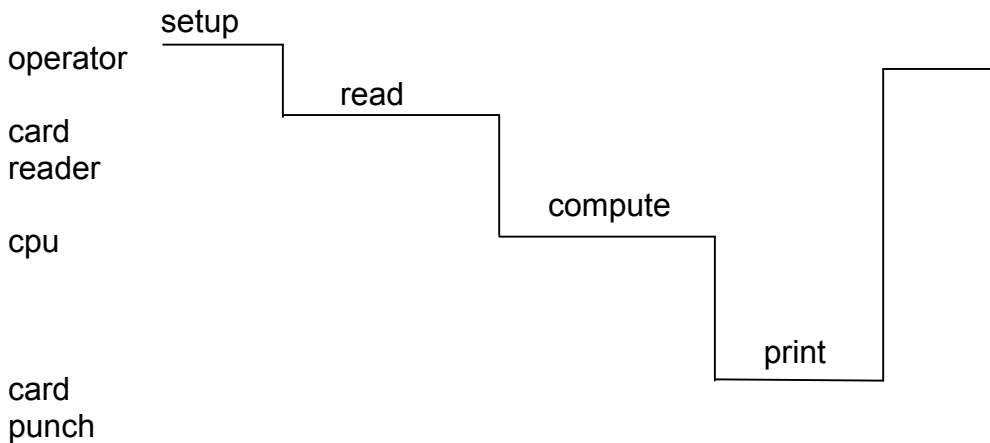 setup
operator
read
card
reader
compute
cpu
print
card
punch